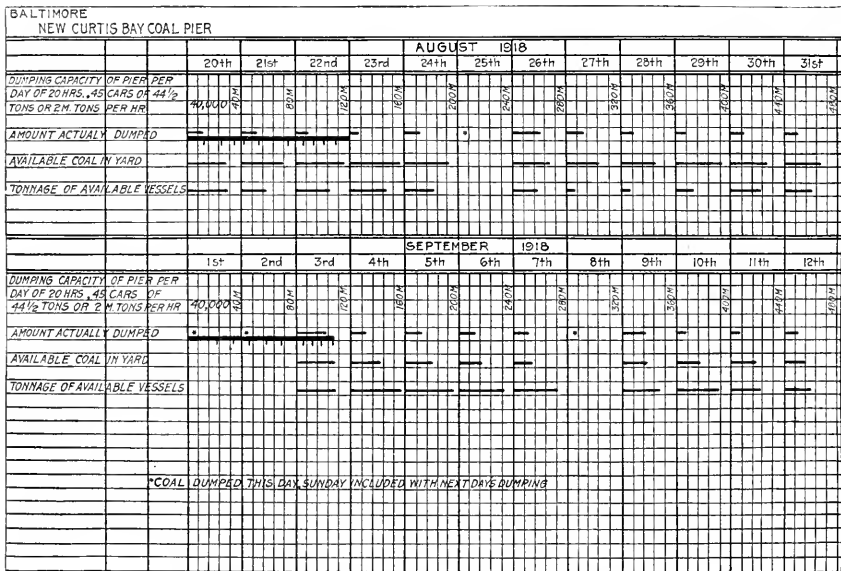 BALTIMORE
NEW CURTIS BAY COAL PIER
AUGUST 1918
20th 21st 22nd 23rd 24th 25th 26th 27th 28th 29th 30th 31st
DUMPING CAPACITY OF PIER PER
DAY OF 20 HRS., 45 CARS OF 44½
TONS OR 2 M. TONS PER HR 40,000 40M 80M 120M 160M 200M 240M 280M 320M 360M 400M 440M 480M
AMOUNT ACTUALY DUMPED
AVAILABLE COAL IN YARD
TONNAGE OF AVAILABLE VESSELS
SEPTEMBER 1918
1st 2nd 3rd 4th 5th 6th 7th 8th 9th 10th 11th 12th
DUMPING CAPACITY OF PIER PER
DAY OF 20 HRS., 45 CARS OF
44½ TONS OR 2 M. TONS PER HR 40,000 40M 80M 120M 160M 200M 240M 280M 320M 360M 400M 440M 480M
AMOUNT ACTUALLY DUMPED
AVAILABLE COAL IN YARD
TONNAGE OF AVAILABLE VESSELS
*COAL DUMPED THIS DAY, SUNDAY INCLUDED WITH NEXT DAYS DUMPING